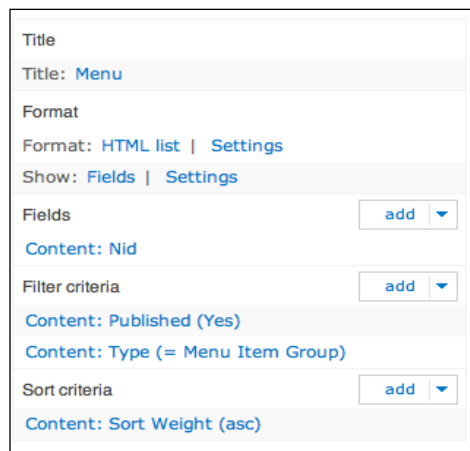 Title
Title: Menu
Format
Format: HTML list | Settings
Show: Fields | Settings
Fields add
Content: Nid
Filter criteria add
Content: Published (Yes)
Content: Type (= Menu Item Group)
Sort criteria add
Content: Sort Weight (asc)